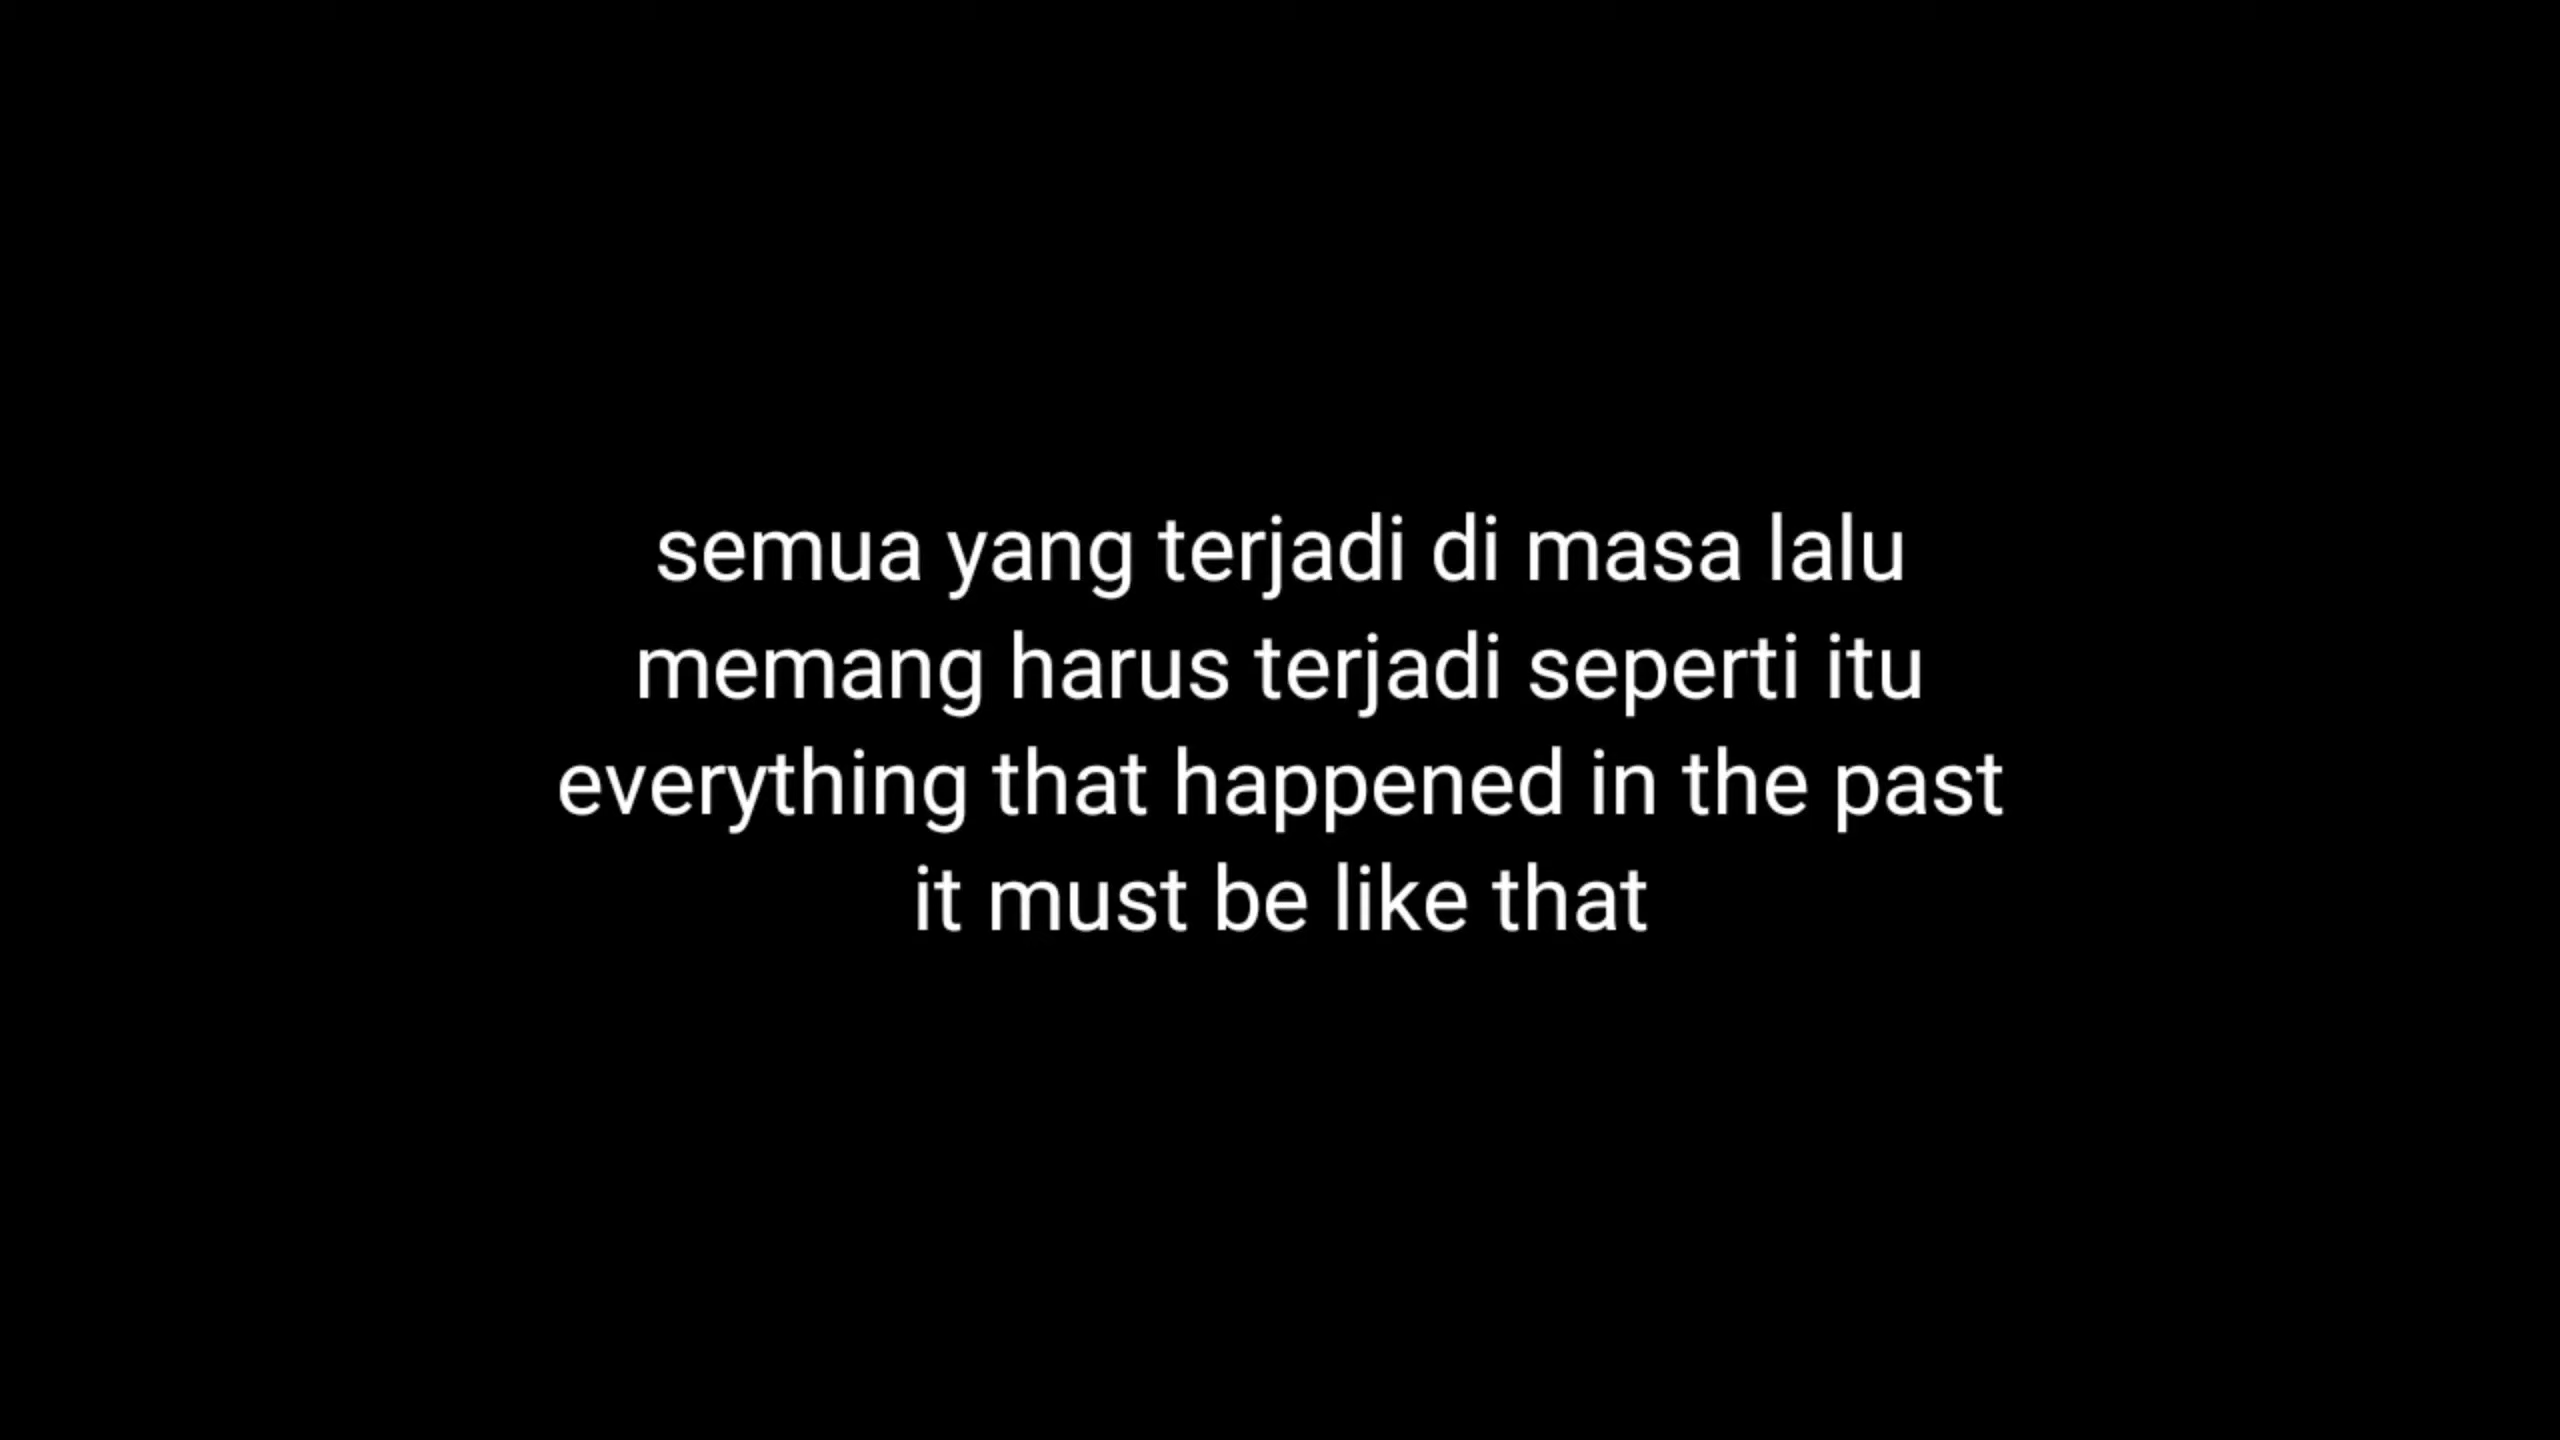 semua yang terjadi di masa lalu
memang harus terjadi seperti itu
everything that happened in the past
it must be like that